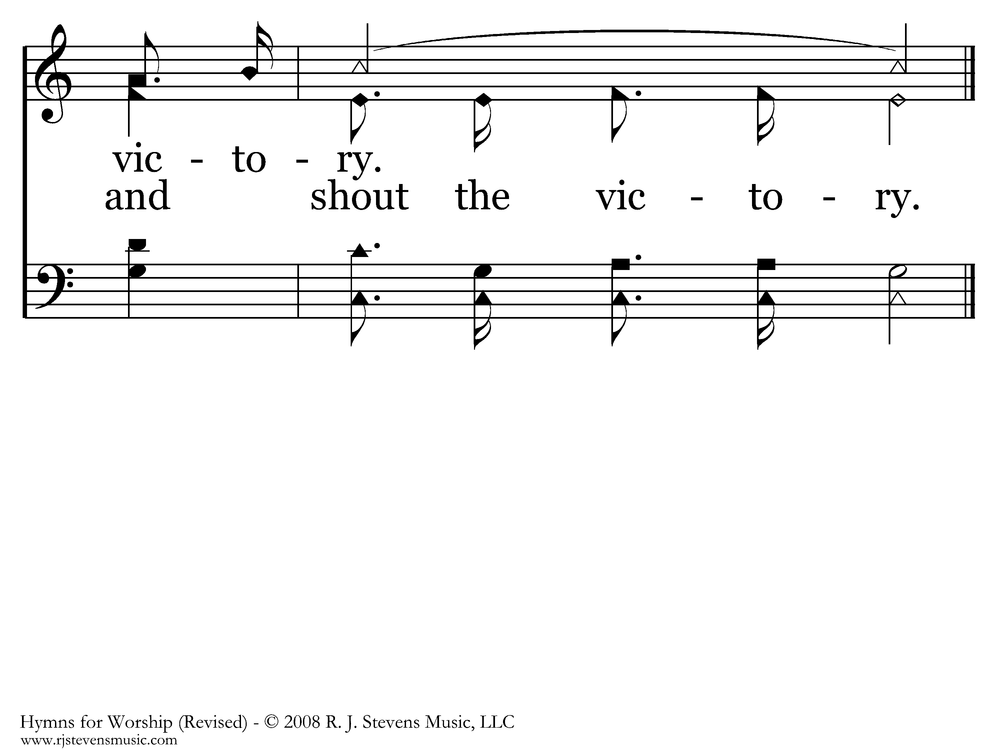 vic - to - ry.
and shout the vic - to - ry.
Hymns for Worship (Revised) - © 2008 R. J. Stevens Music, LLC
www.rjstevensmusic.com